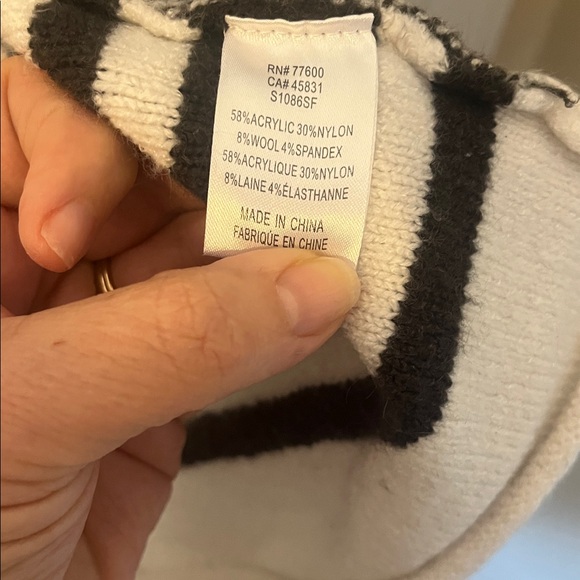 RN# 77600
CA# 45831
S1086SF
58%ACRYLIC 30%NYLON
8%WOOL 4%SPANDEX
58%ACRYLIQUE 30%NYLON
8%LAINE 4%ÉLASTHANNE
MADE IN CHINA
FABRIQÚE EN CHINE